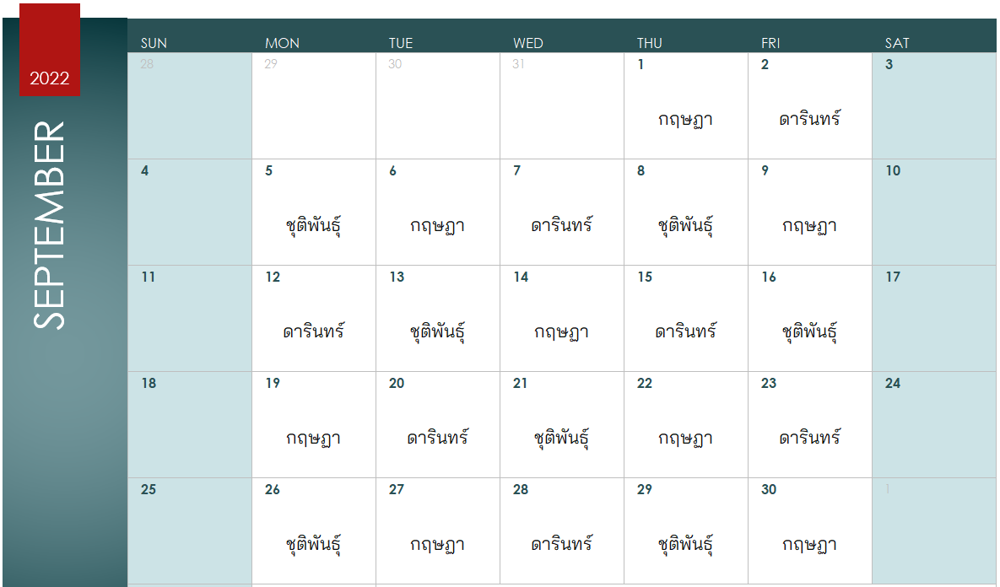 2022
SEPTEMBER
SUN MON TUE WED THU FRI SAT
28 29 30 31 1 2 3
กฤษฏา ดารินทร์
4 5 6 7 8 9 10
ชุติพันธุ์ กฤษฏา ดารินทร์ ชุติพันธุ์ กฤษฏา
11 12 13 14 15 16 17
ดารินทร์ ชุติพันธุ์ กฤษฏา ดารินทร์ ชุติพันธุ์
18 19 20 21 22 23 24
กฤษฏา ดารินทร์ ชุติพันธุ์ กฤษฏา ดารินทร์
25 26 27 28 29 30 1
ชุติพันธุ์ กฤษฏา ดารินทร์ ชุติพันธุ์ กฤษฏา